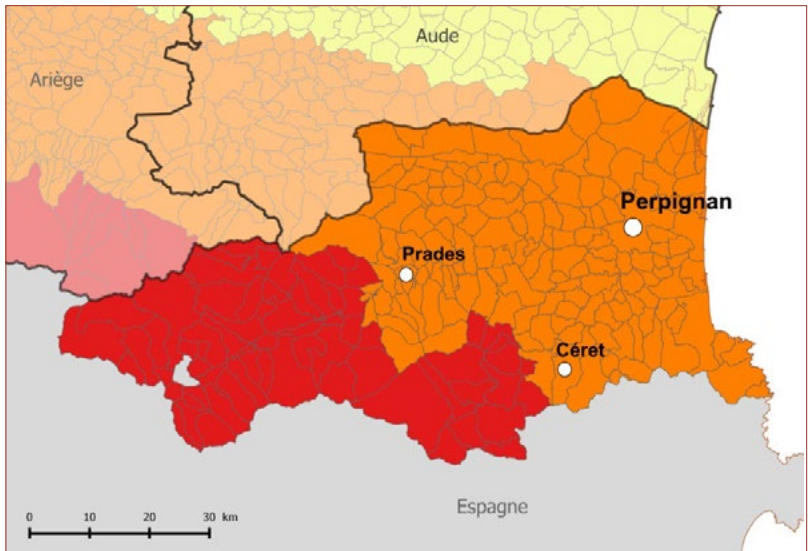 Aude
Ariège
Perpignan
Prades
Céret
Espagne
0 10 20 30 km